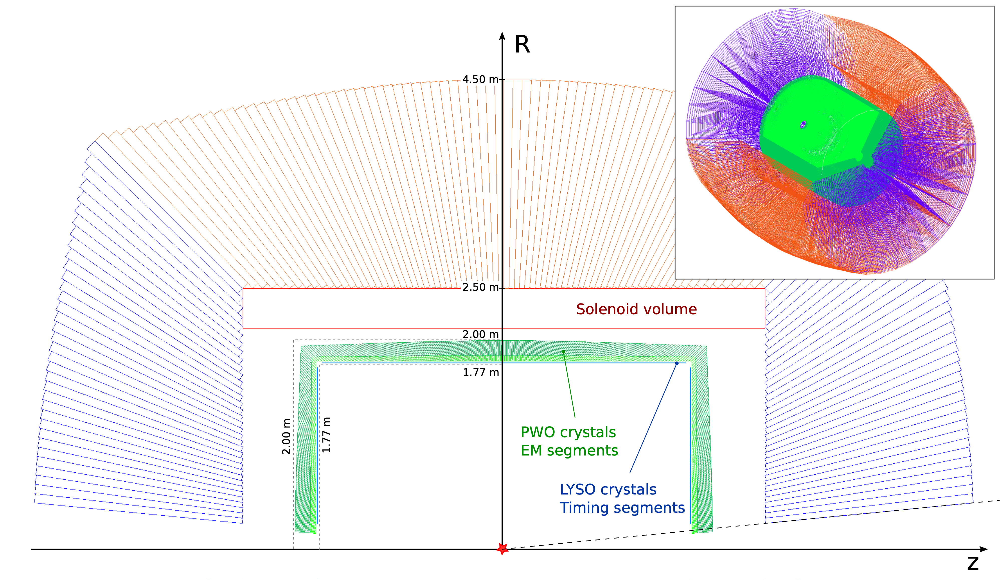 R
4.50 m
2.50 m
Solenoid volume
2.00 m
1.77 m
2.00 m
1.77 m
PWO crystals
EM segments
LYSO crystals
Timing segments
z